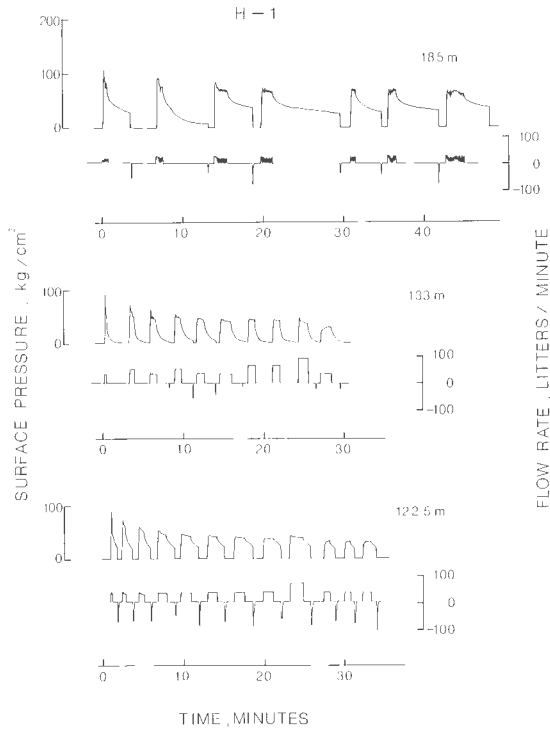 H-1
185 m
200
100
0
100
0
-100
0 10 20 30 40
133 m
100
0
100
0
-100
0 10 20 30
122.5 m
100
0
100
0
-100
0 10 20 30
SURFACE PRESSURE , kg/cm²
FLOW RATE , LITTERS/ MINUTE
TIME , MINUTES